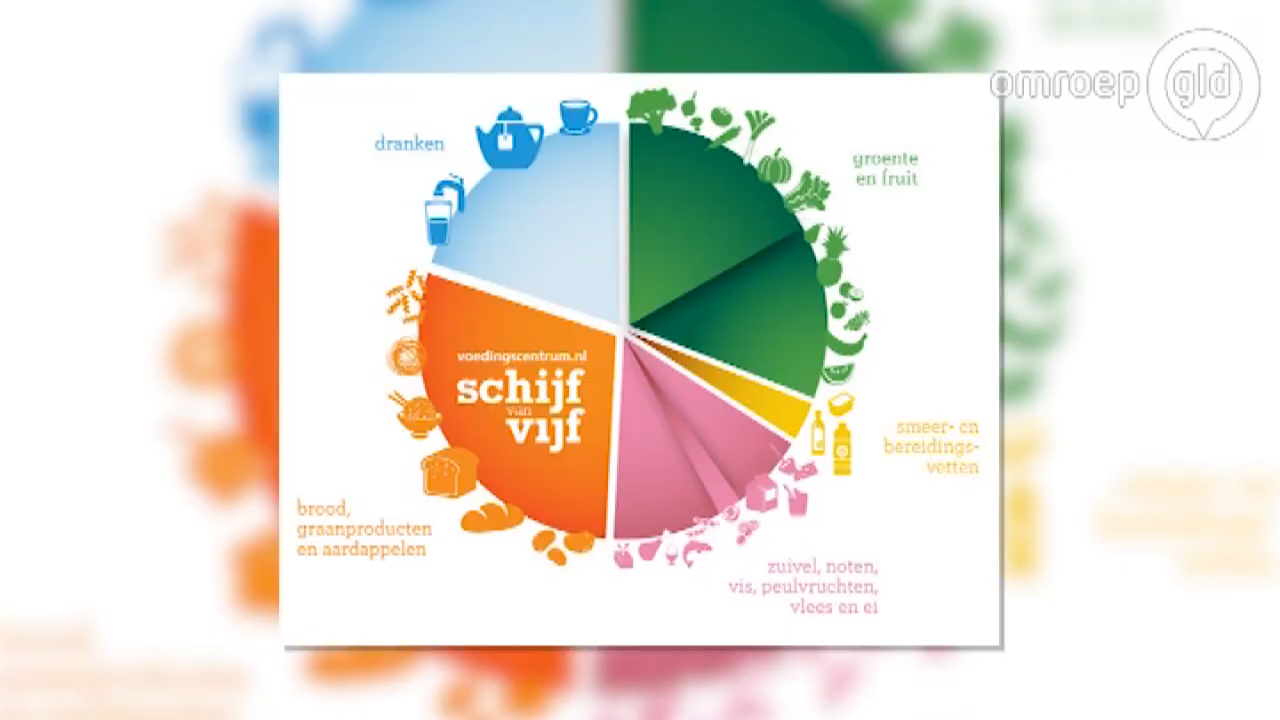 omroep gld
dranken
groente
en fruit
voedingscentrum.nl
schijf
van
vijf
smeer- en
bereidings-
vetten
brood,
graanproducten
en aardappelen
zuivel, noten,
vis, peulvruchten,
vlees en ei